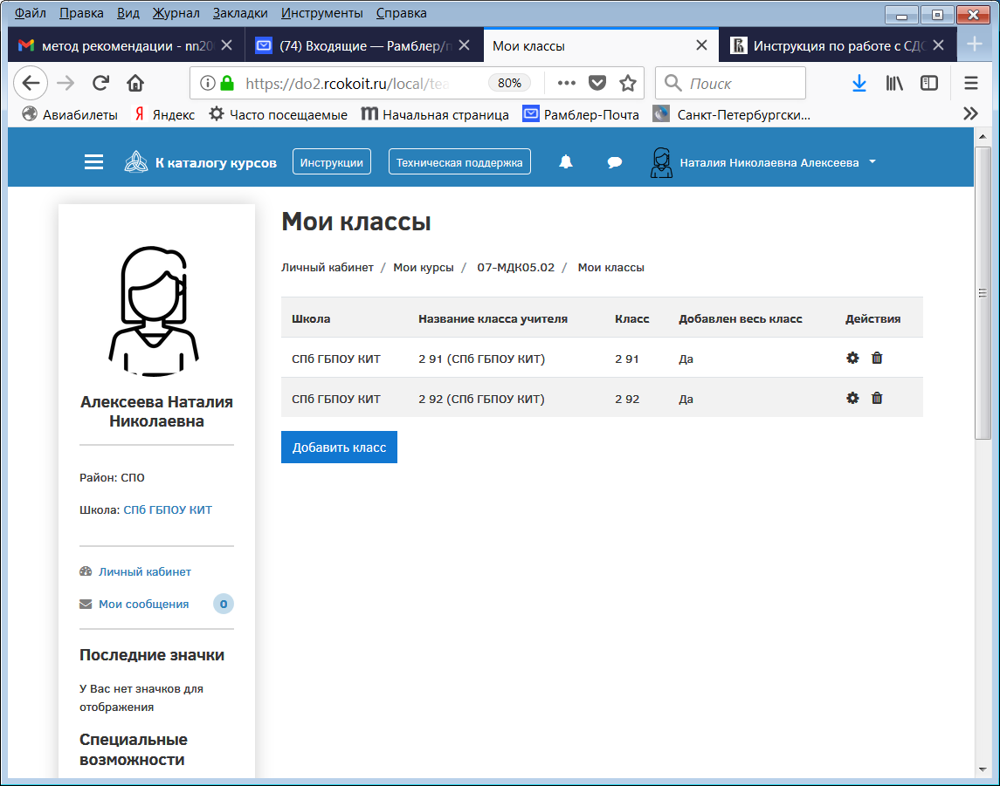 Файл Правка Вид Журнал Закладки Инструменты Справка
метод рекомендации - nn20
(74) Входящие — Рамблер/п
Мои классы
Инструкция по работе с СДО
https://do2.rcokoit.ru/local/tea
80%
Поиск
Авиабилеты Яндекс Часто посещаемые Начальная страница Рамблер-Почта Санкт-Петербургски...
К каталогу курсов Инструкции Техническая поддержка Наталия Николаевна Алексеева
Мои классы
Личный кабинет / Мои курсы / 07-МДК05.02 / Мои классы
Школа Название класса учителя Класс Добавлен весь класс Действия
СПб ГБПОУ КИТ 2 91 (СПб ГБПОУ КИТ) 2 91 Да
СПб ГБПОУ КИТ 2 92 (СПб ГБПОУ КИТ) 2 92 Да
Добавить класс
Алексеева Наталия
Николаевна
Район: СПО
Школа: СПб ГБПОУ КИТ
Личный кабинет
Мои сообщения 0
Последние значки
У Вас нет значков для
отображения
Специальные
возможности